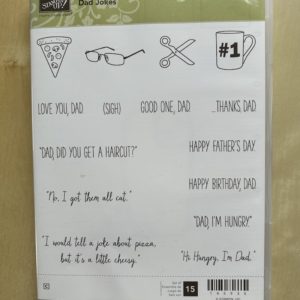 STAMPIN' UP!
Dad Jokes
#1
LOVE YOU, DAD.
(SIGH)
GOOD ONE, DAD.
...THANKS, DAD.
"DAD, DID YOU GET A HAIRCUT?"
HAPPY FATHER'S DAY
HAPPY BIRTHDAY, DAD.
"No, I got them all cut."
"DAD, I'M HUNGRY."
"I would tell a joke about pizza,
but it's a little cheesy."
"Hi Hungry, I'm Dad."
15